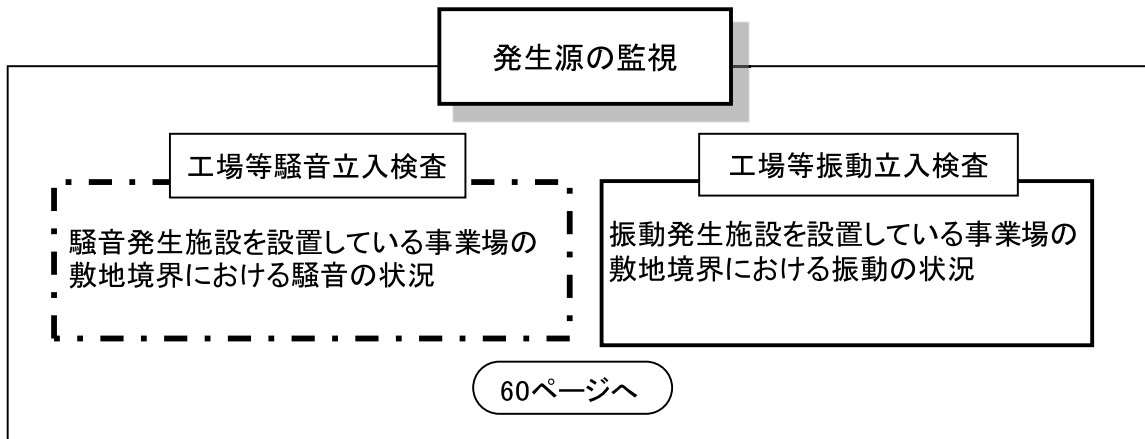 発生源の監視
工場等騒音立入検査
騒音発生施設を設置している事業場の
敷地境界における騒音の状況
工場等振動立入検査
振動発生施設を設置している事業場の
敷地境界における振動の状況
60ページへ